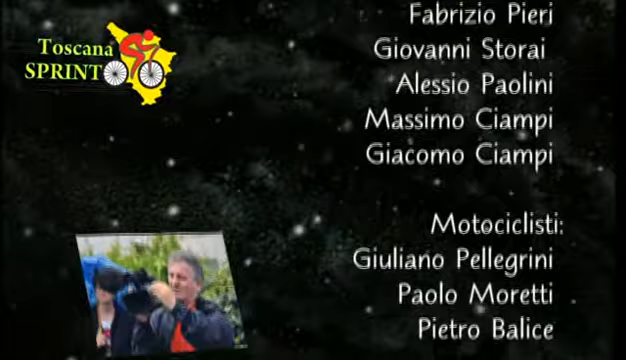 Toscana
SPRINT
Fabrizio Pieri
Giovanni Storai
Alessio Paolini
Massimo Ciampi
Giacomo Ciampi
Motociclisti:
Giuliano Pellegrini
Paolo Moretti
Pietro Balice